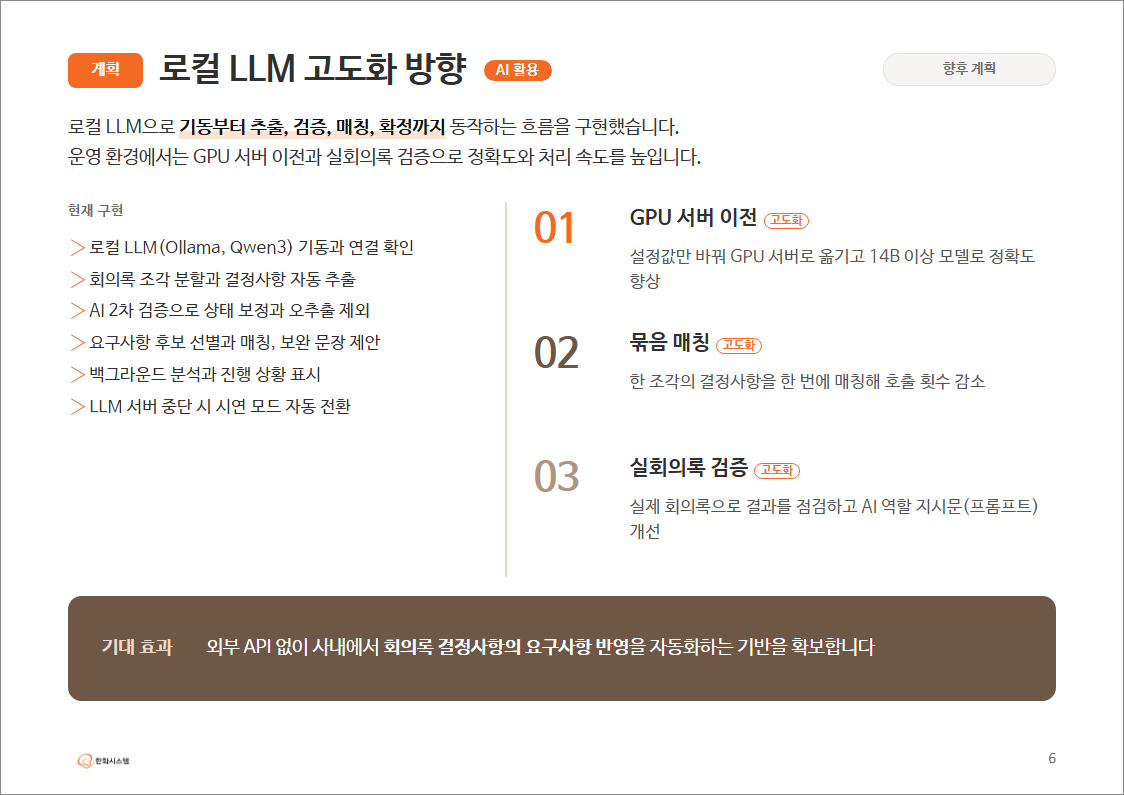 계획
로컬 LLM 고도화 방향
AI 활용
향후 계획
로컬 LLM으로 기동부터 추출, 검증, 매칭, 확정까지 동작하는 흐름을 구현했습니다.
운영 환경에서는 GPU 서버 이전과 실회의록 검증으로 정확도와 처리 속도를 높입니다.
현재 구현
로컬 LLM(Ollama, Qwen3) 기동과 연결 확인
회의록 조각 분할과 결정사항 자동 추출
AI 2차 검증으로 상태 보정과 오추출 제외
요구사항 후보 선별과 매칭, 보완 문장 제안
백그라운드 분석과 진행 상황 표시
LLM 서버 중단 시 시연 모드 자동 전환
01
GPU 서버 이전 고도화
설정값만 바꿔 GPU 서버로 옮기고 14B 이상 모델로 정확도
향상
02
묶음 매칭 고도화
한 조각의 결정사항을 한 번에 매칭해 호출 횟수 감소
03
실회의록 검증 고도화
실제 회의록으로 결과를 점검하고 AI 역할 지시문(프롬프트)
개선
기대 효과
외부 API 없이 사내에서 회의록 결정사항의 요구사항 반영을 자동화하는 기반을 확보합니다
한화시스템
6